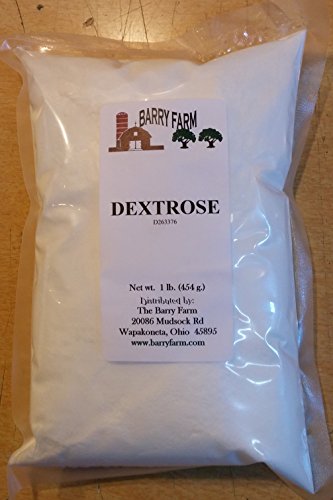 BARRY FARM
DEXTROSE
D263376
Net wt. 1 lb. (454 g.)
Distributed by:
The Barry Farm
20086 Mudsock Rd
Wapakoneta, Ohio 45895
www.barryfarm.com